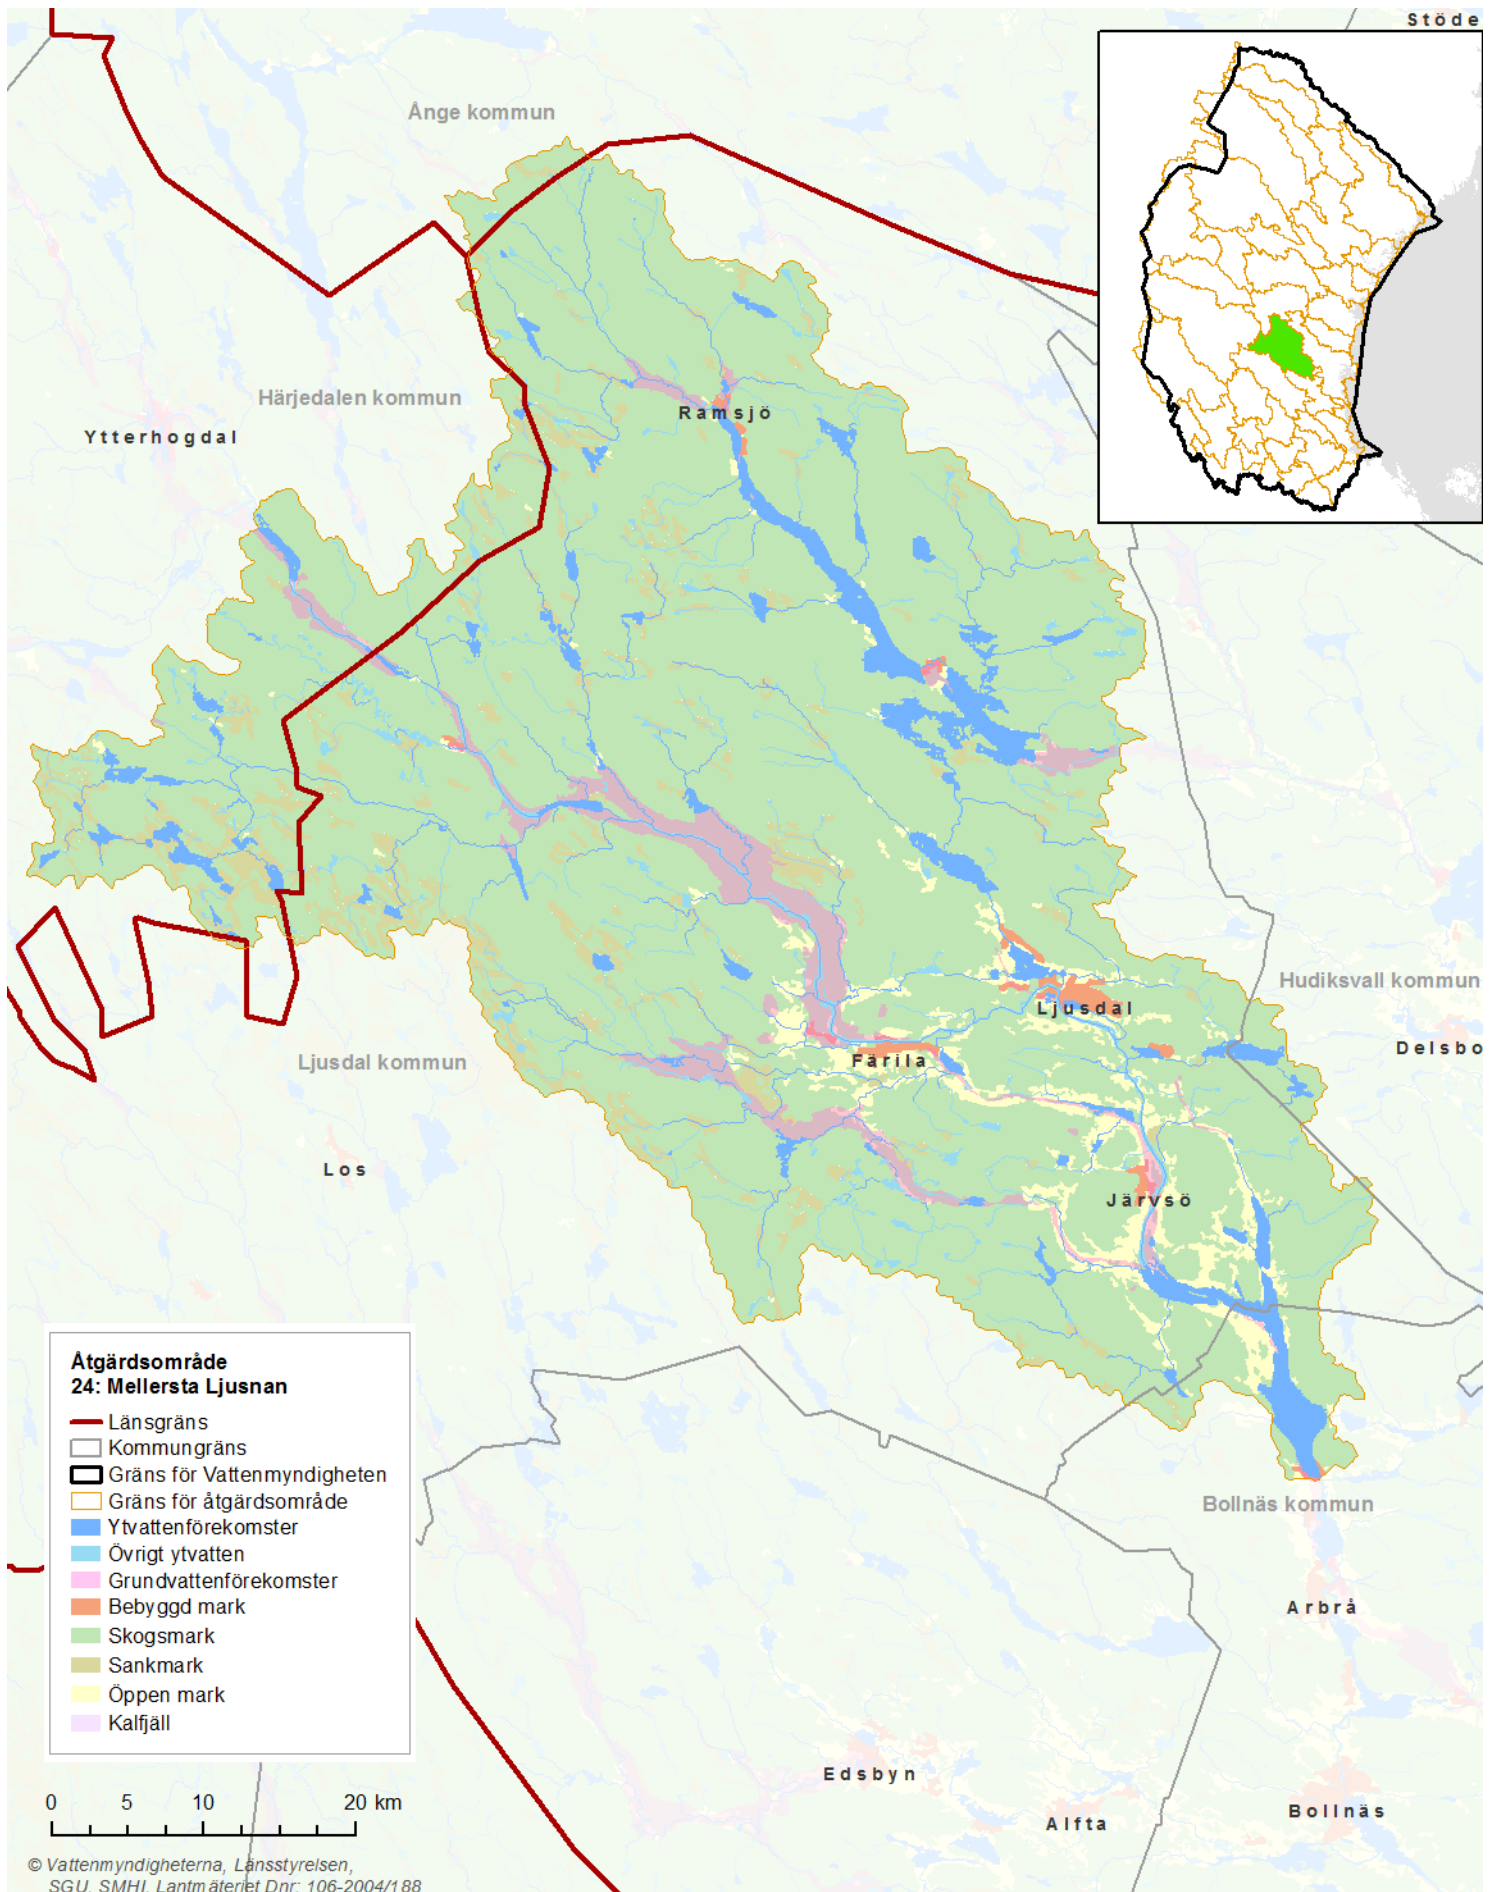 Stöde
Ånge kommun
Härjedalen kommun
Ytterhogdal
Ramsjö
Hudiksvall kommun
Ljusdal
Delsbo
Färila
Ljusdal kommun
Los
Järvsö
Åtgärdsområde
24: Mellersta Ljusnan
Länsgräns
Kommungräns
Gräns för Vattenmyndigheten
Gräns för åtgärdsområde
Ytvattenförekomster
Övrigt ytvatten
Grundvattenförekomster
Bebyggd mark
Skogsmark
Sankmark
Öppen mark
Kalfjäll
Bollnäs kommun
Arbrå
Edsbyn
Alfta
Bollnäs
0 5 10 20 km
© Vattenmyndigheterna, Länsstyrelsen,
SGU, SMHI, Lantmäteriet Dnr: 106-2004/188